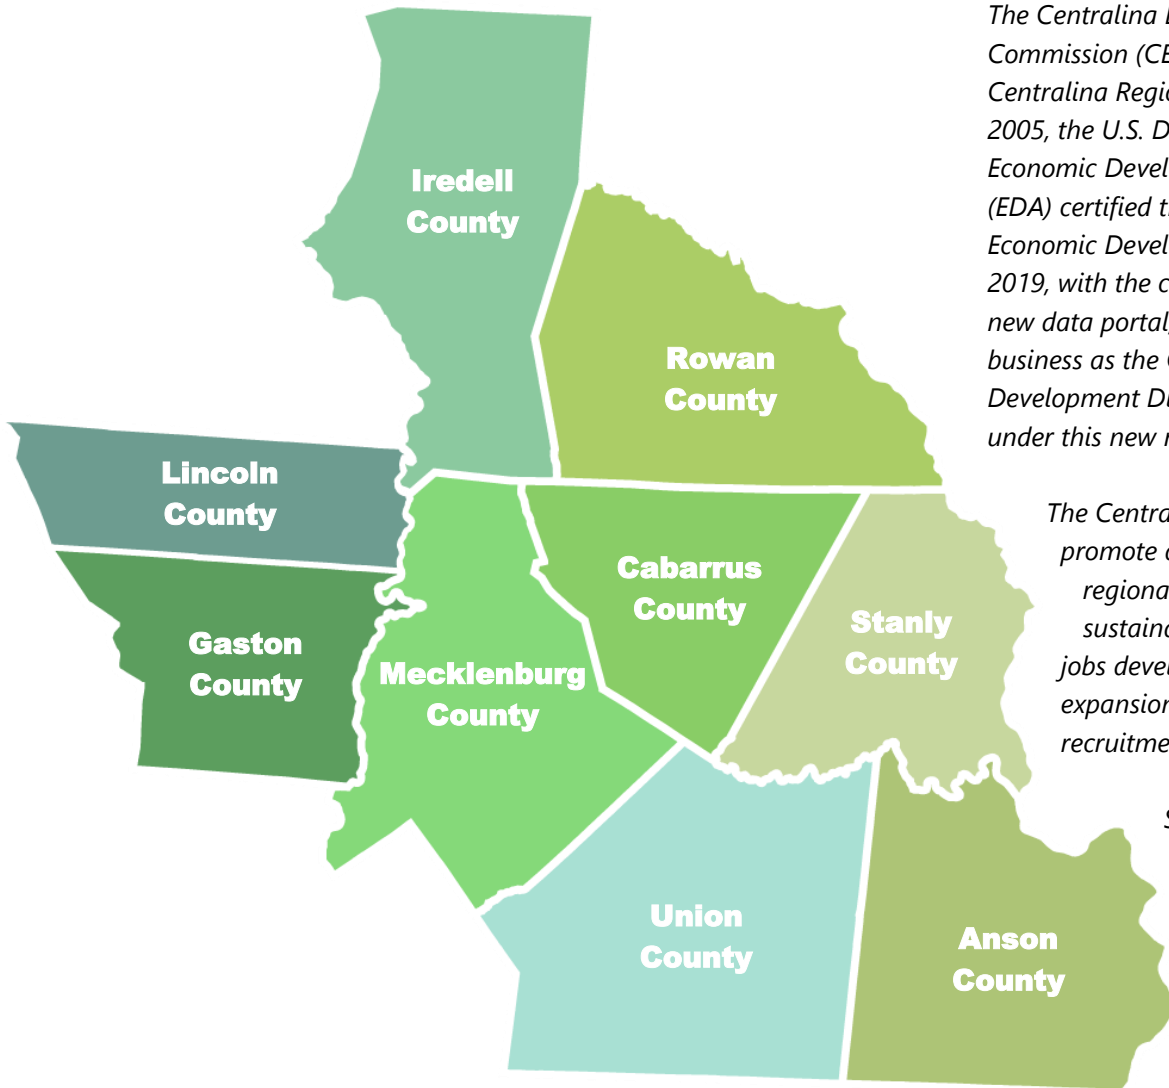 The Centralina
Commission (CE
Centralina Regio
2005, the U.S. D
Economic Devel
(EDA) certified t
Economic Devel
2019, with the c
new data portal,
business as the
Development Di
under this new
The Centra
promote
regiona
sustaina
jobs devel
expansion
recruitme
S
Iredell
County
Rowan
County
Lincoln
County
Cabarrus
County
Stanly
County
Gaston
County
Mecklenburg
County
Union
County
Anson
County